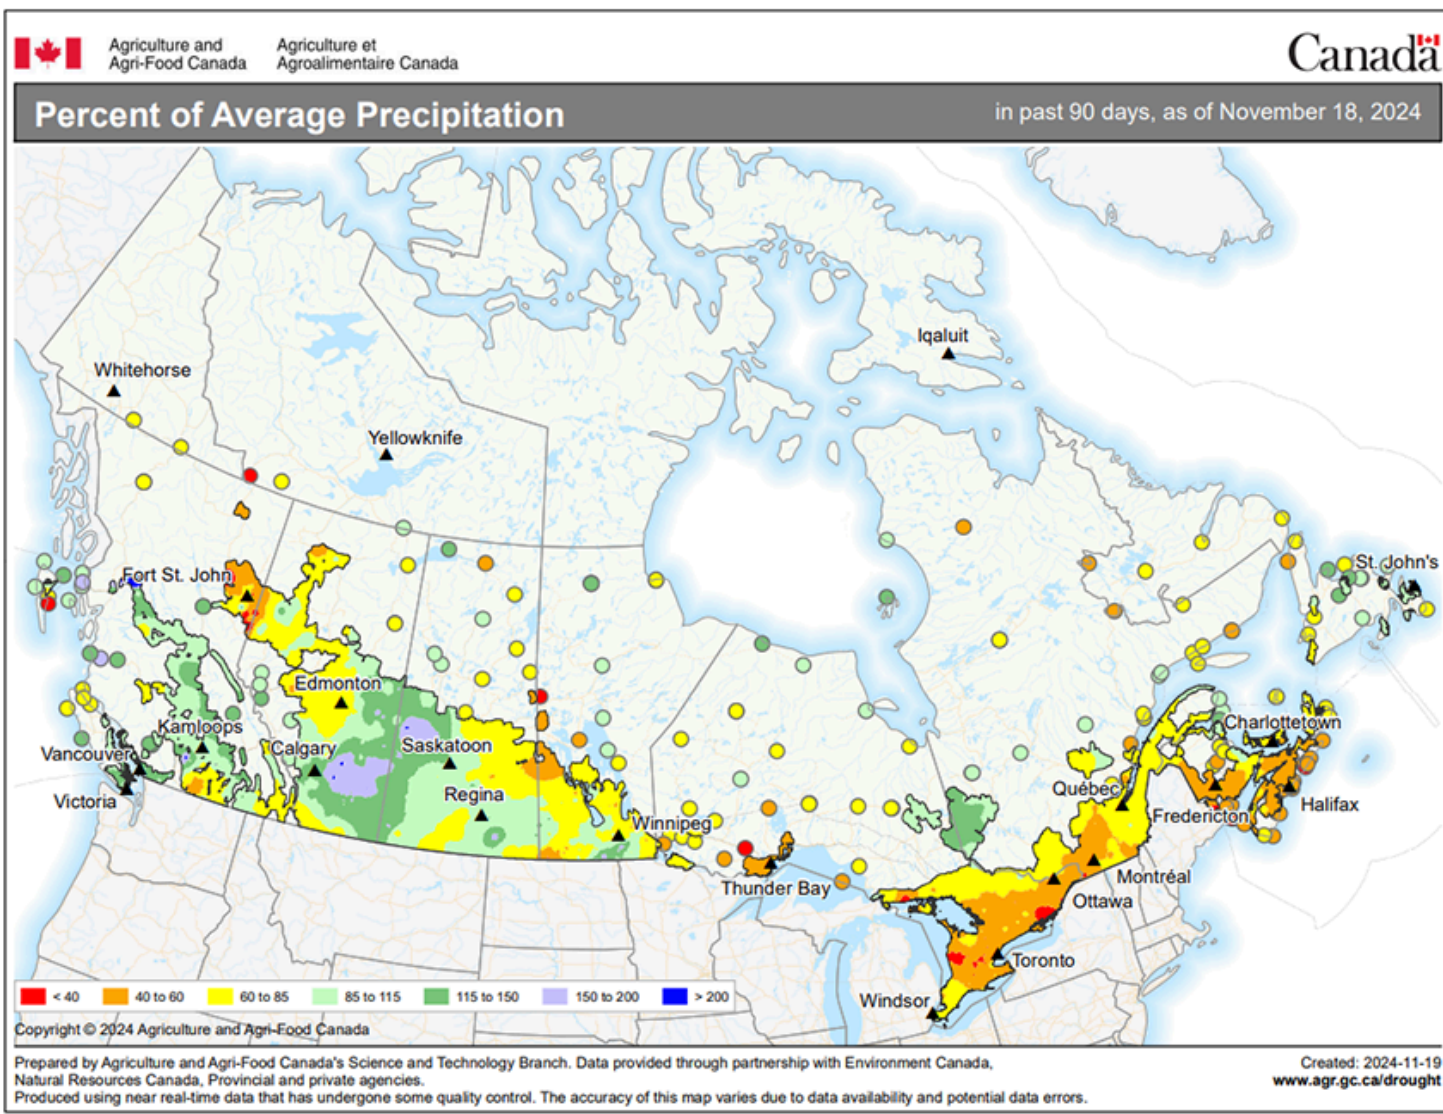 Agriculture and
Agri-Food Canada
Agriculture et
Agroalimentaire Canada
Canada
Percent of Average Precipitation
in past 90 days, as of November 18, 2024
Iqaluit
Whitehorse
Yellowknife
St. John's
Fort St. John
Edmonton
Charlottetown
Kamloops
Calgary
Saskatoon
Vancouver
Québec
Regina
Victoria
Halifax
Fredericton
Winnipeg
Montréal
Thunder Bay
Ottawa
Toronto
Windsor
< 40
40 to 60
60 to 85
85 to 115
115 to 150
150 to 200
> 200
Copyright © 2024 Agriculture and Agri-Food Canada
Prepared by Agriculture and Agri-Food Canada's Science and Technology Branch. Data provided through partnership with Environment Canada,
Natural Resources Canada, Provincial and private agencies.
Produced using near real-time data that has undergone some quality control. The accuracy of this map varies due to data availability and potential data errors.
Created: 2024-11-19
www.agr.gc.ca/drought